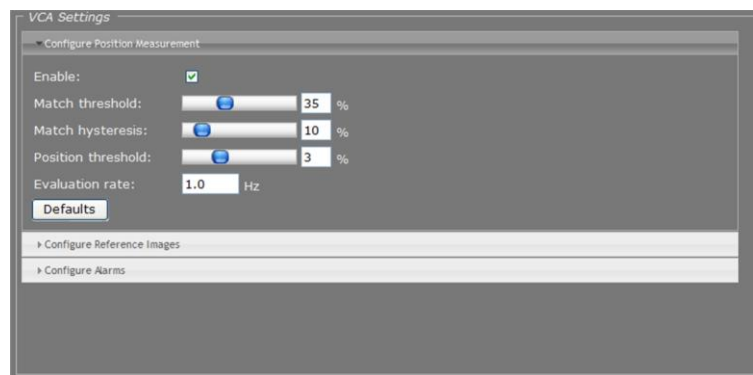 VCA Settings
Configure Position Measurement
Enable:
Match threshold: 35 %
Match hysteresis: 10 %
Position threshold: 3 %
Evaluation rate: 1.0 Hz
Defaults
Configure Reference Images
Configure Alarms